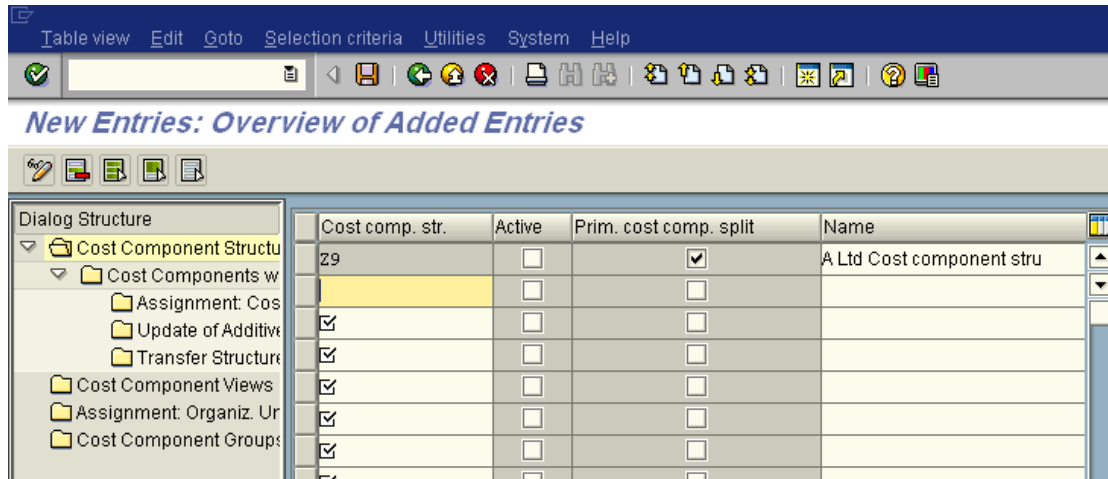 Table view Edit Goto Selection criteria Utilities System Help
New Entries: Overview of Added Entries
Dialog Structure
Cost Component Structu
Cost Components w
Assignment: Cos
Update of Additive
Transfer Structure
Cost Component Views
Assignment: Organiz. Un
Cost Component Groups
Cost comp. str. Active Prim. cost comp. split Name
Z9 A Ltd Cost component stru